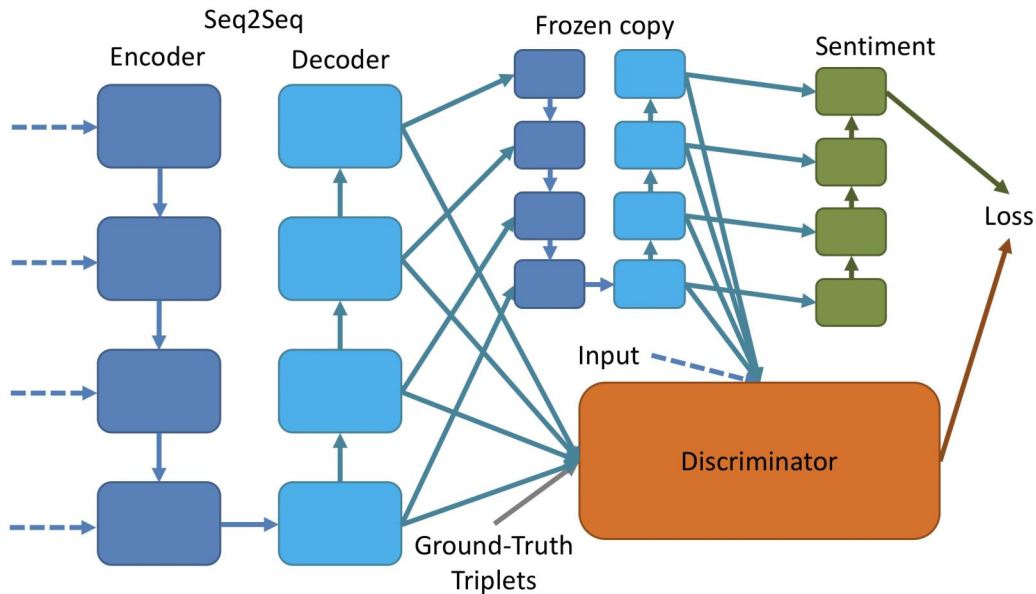 Seq2Seq
Frozen copy
Encoder
Decoder
Sentiment
Loss
Input
Discriminator
Ground-Truth
Triplets